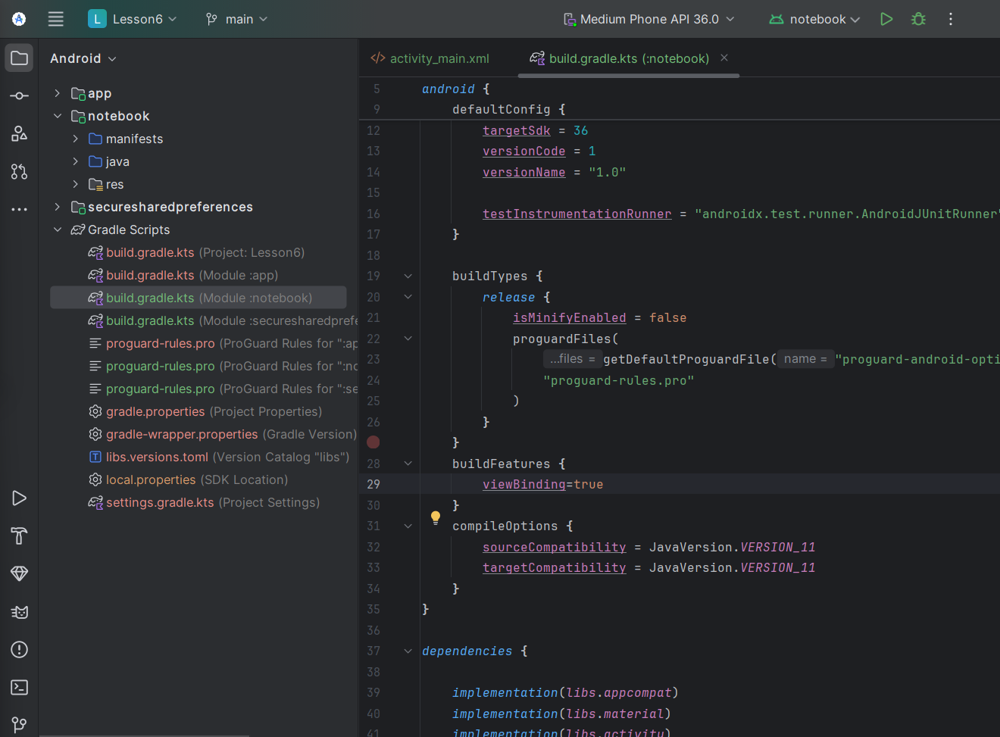 L Lesson6 main Medium Phone API 36.0 notebook
Android
app
notebook
manifests
java
res
securesharedpreferences
Gradle Scripts
build.gradle.kts (Project: Lesson6)
build.gradle.kts (Module :app)
build.gradle.kts (Module :notebook)
build.gradle.kts (Module :securesharedprefe
proguard-rules.pro (ProGuard Rules for ":ap
proguard-rules.pro (ProGuard Rules for ":no
proguard-rules.pro (ProGuard Rules for ":se
gradle.properties (Project Properties)
gradle-wrapper.properties (Gradle Version)
T libs.versions.toml (Version Catalog "libs")
local.properties (SDK Location)
settings.gradle.kts (Project Settings)
</> activity_main.xml build.gradle.kts (:notebook)
5 android {
9 defaultConfig {
12 targetSdk = 36
13 versionCode = 1
14 versionName = "1.0"
15
16 testInstrumentationRunner = "androidx.test.runner.AndroidJUnitRunner"
17 }
18
19 buildTypes {
20 release {
21 isMinifyEnabled = false
22 proguardFiles(
23 ...files = getDefaultProguardFile( name = "proguard-android-opti
24 "proguard-rules.pro"
25 )
26 }
}
28 buildFeatures {
29 viewBinding=true
30 }
31 compileOptions {
32 sourceCompatibility = JavaVersion.VERSION_11
33 targetCompatibility = JavaVersion.VERSION_11
34 }
35 }
36
37 dependencies {
38
39 implementation(libs.appcompat)
40 implementation(libs.material)
41 implementation(libs.activity)